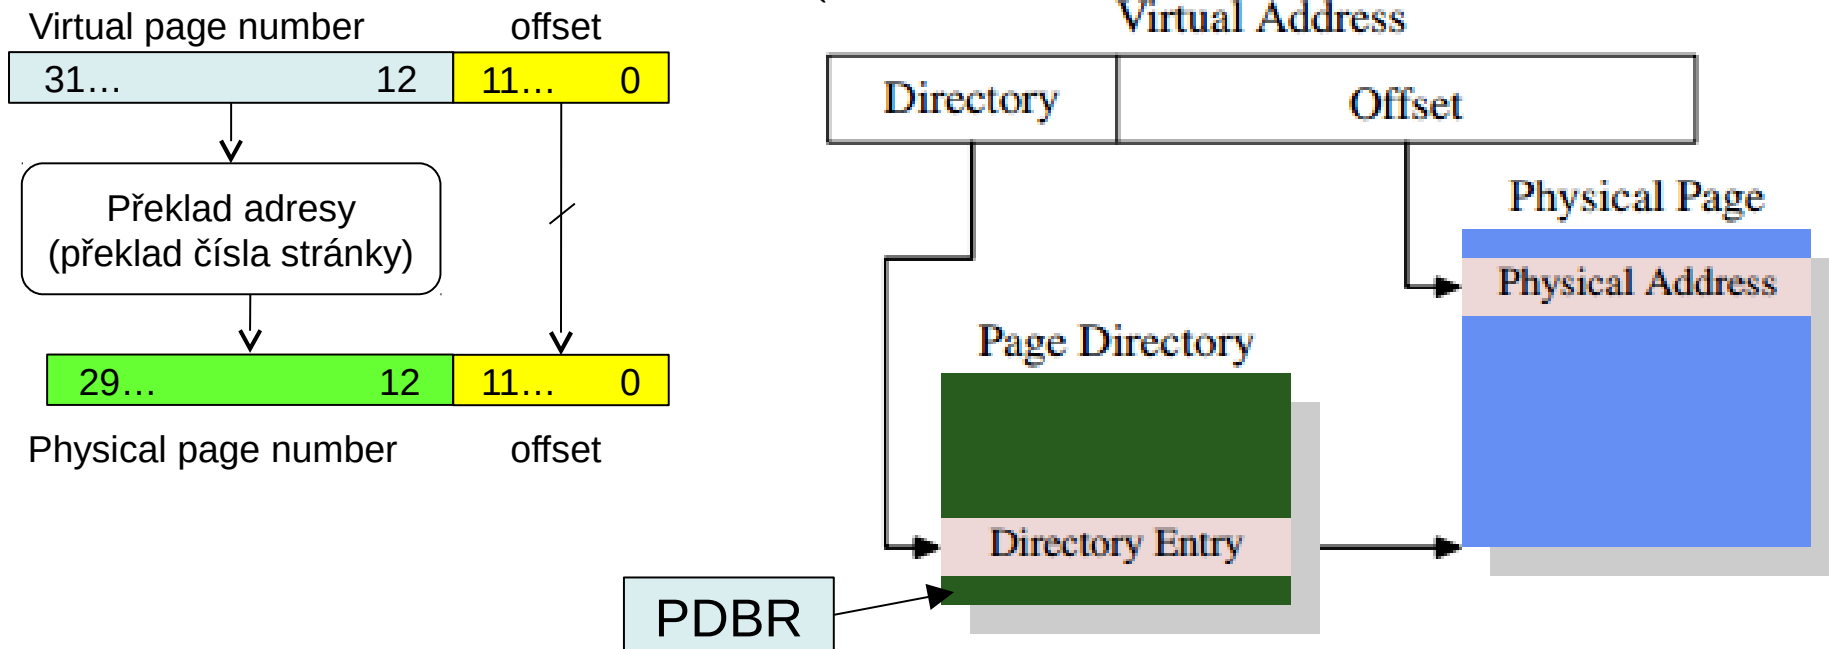 Virtual page number offset
31... 12 11... 0
Překlad adresy
(překlad čísla stránky)
29... 12 11... 0
Physical page number offset
Virtual Address
Directory Offset
Physical Page
Physical Address
Page Directory
Directory Entry
PDBR